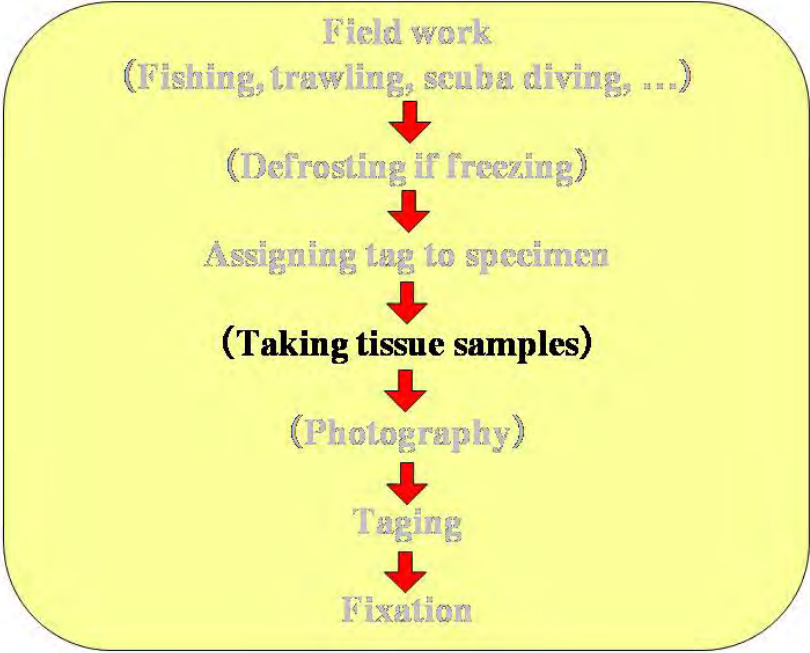 Field work
(Fishing, trawling, scuba diving, ...)
(Defrosting if freezing)
Assigning tag to specimen
(Taking tissue samples)
(Photography)
Taging
Fixation